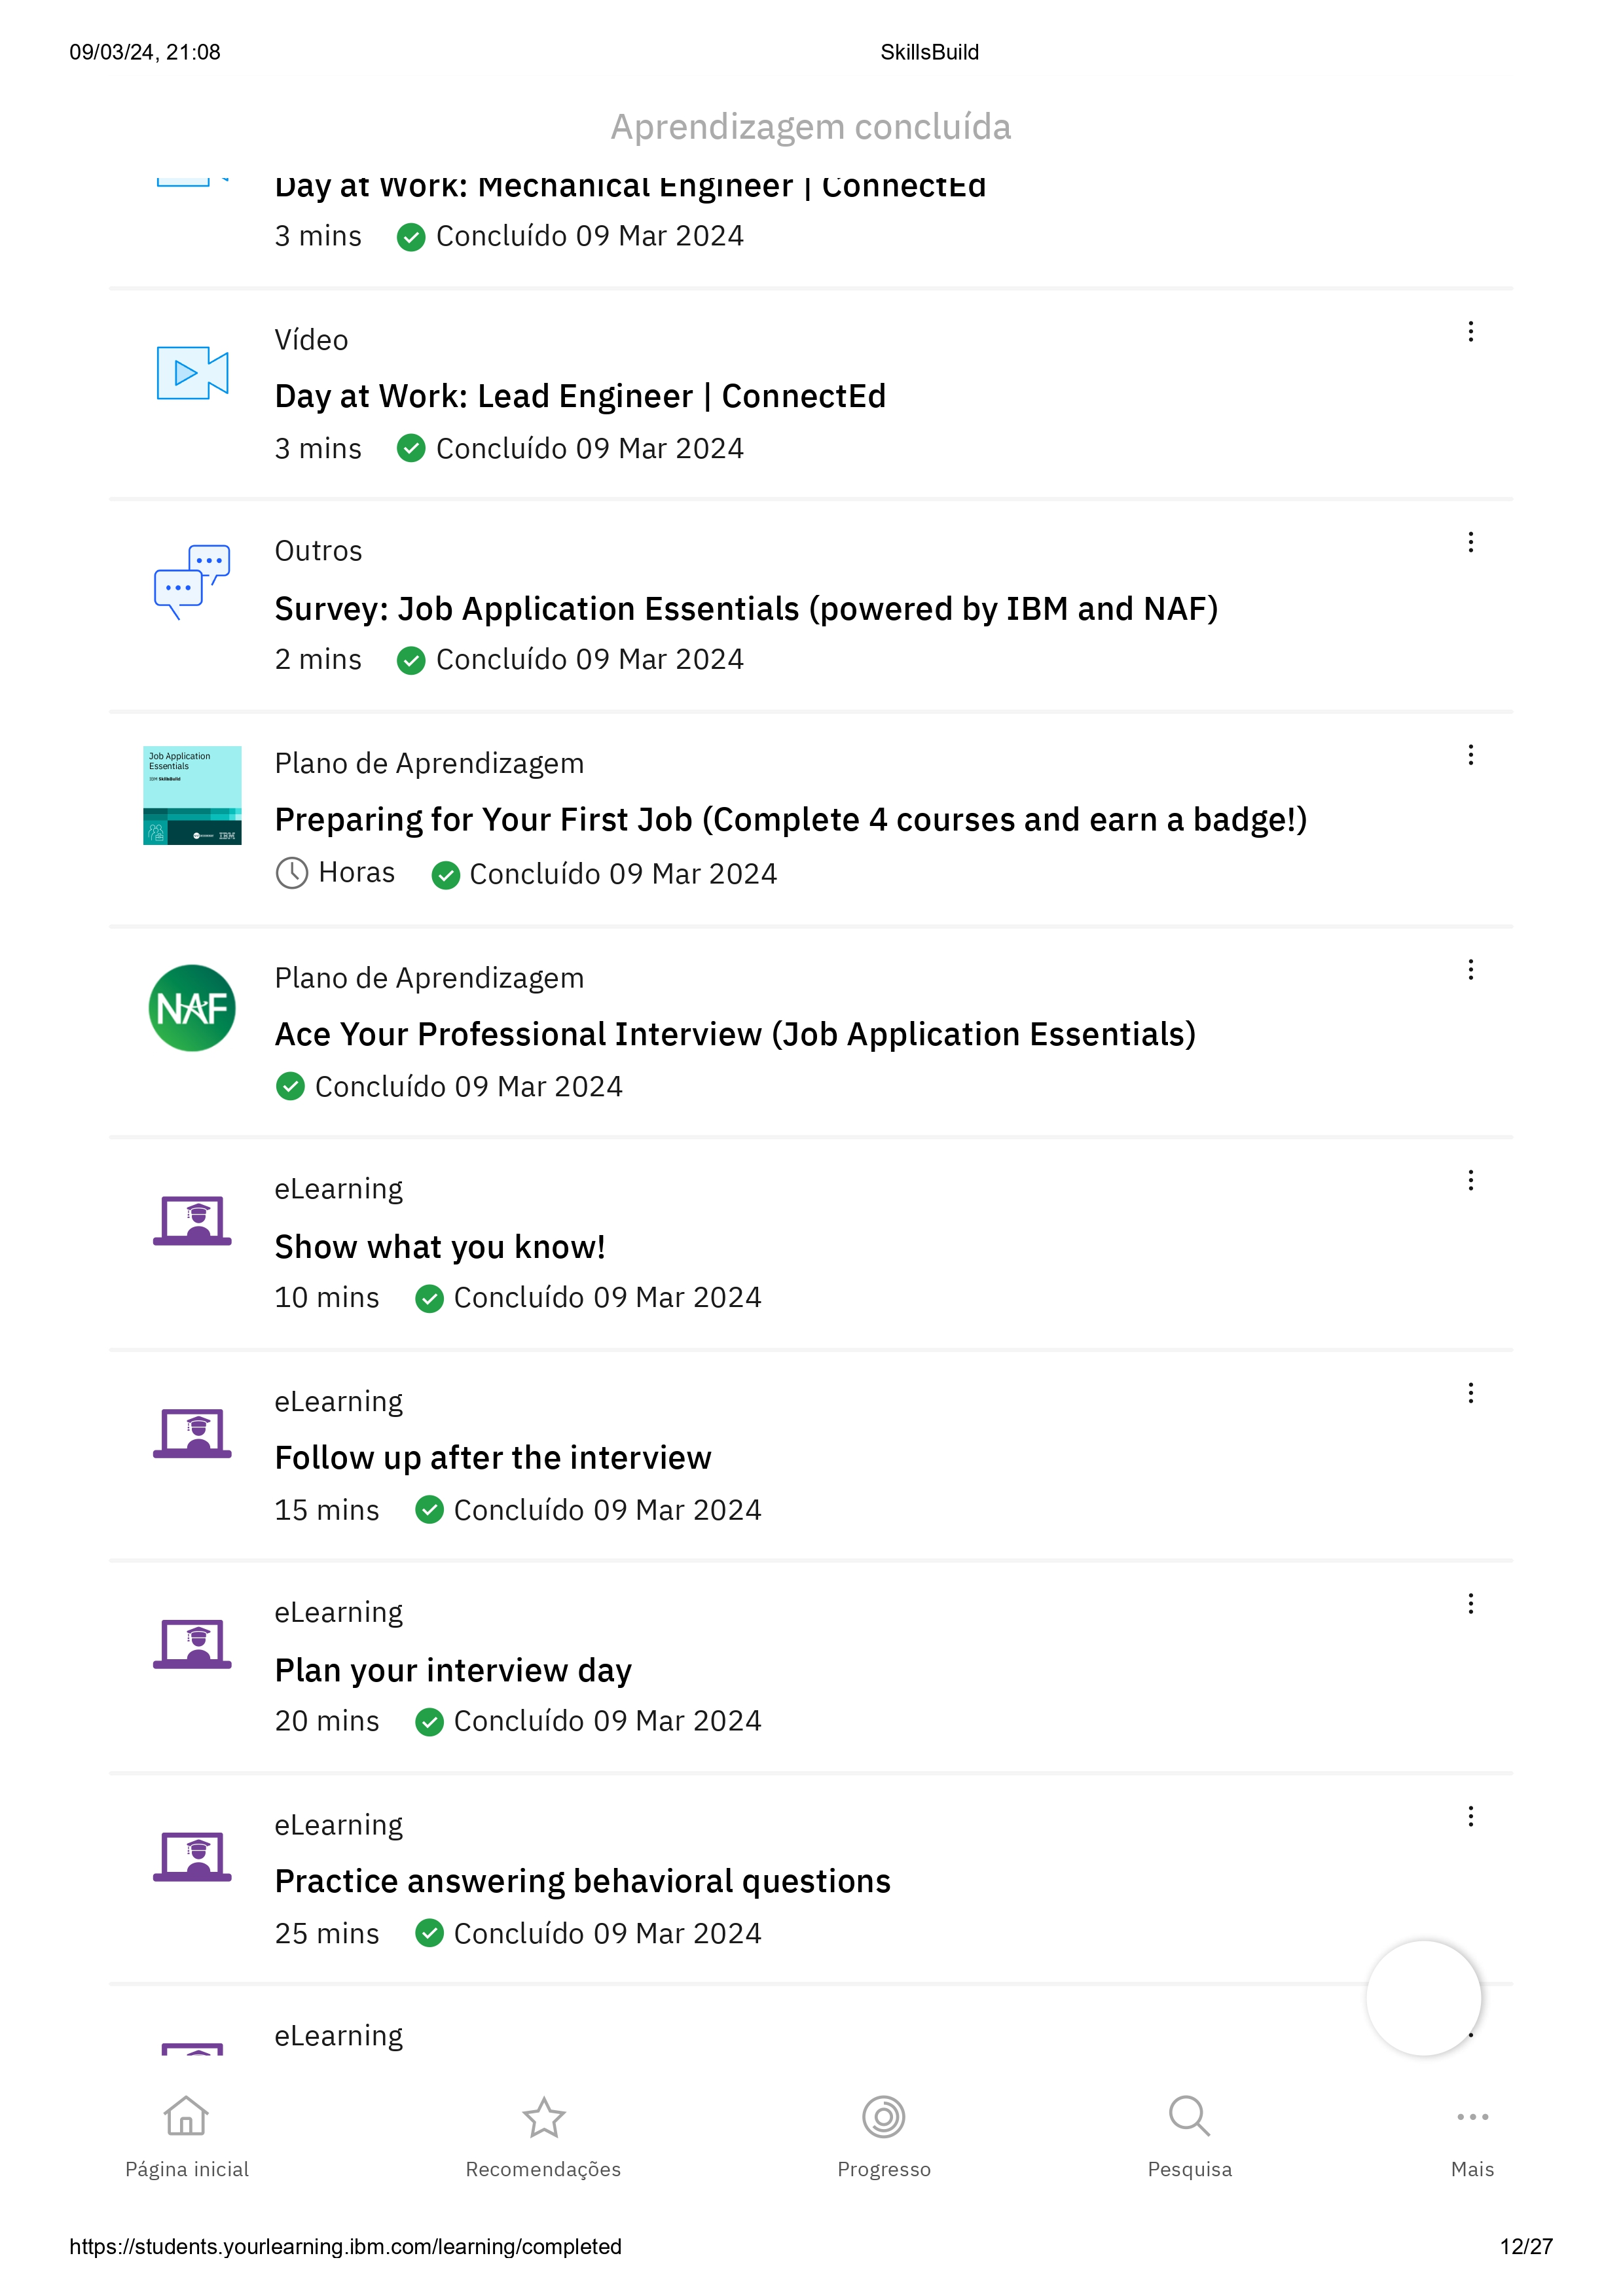 09/03/24, 21:08
SkillsBuild
Aprendizagem concluída
Day at Work: Mechanical Engineer | ConnectEd
3 mins
Concluído 09 Mar 2024
Vídeo
Day at Work: Lead Engineer | ConnectEd
3 mins
Concluído 09 Mar 2024
Outros
Survey: Job Application Essentials (powered by IBM and NAF)
2 mins
Concluído 09 Mar 2024
Job Application
Essentials
IBM SkillsBuild
IBM
Plano de Aprendizagem
Preparing for Your First Job (Complete 4 courses and earn a badge!)
Horas
Concluído 09 Mar 2024
NAF
Plano de Aprendizagem
Ace Your Professional Interview (Job Application Essentials)
Concluído 09 Mar 2024
eLearning
Show what you know!
10 mins
Concluído 09 Mar 2024
eLearning
Follow up after the interview
15 mins
Concluído 09 Mar 2024
eLearning
Plan your interview day
20 mins
Concluído 09 Mar 2024
eLearning
Practice answering behavioral questions
25 mins
Concluído 09 Mar 2024
eLearning
Página inicial
Recomendações
Progresso
Pesquisa
Mais
https://students.yourlearning.ibm.com/learning/completed
12/27